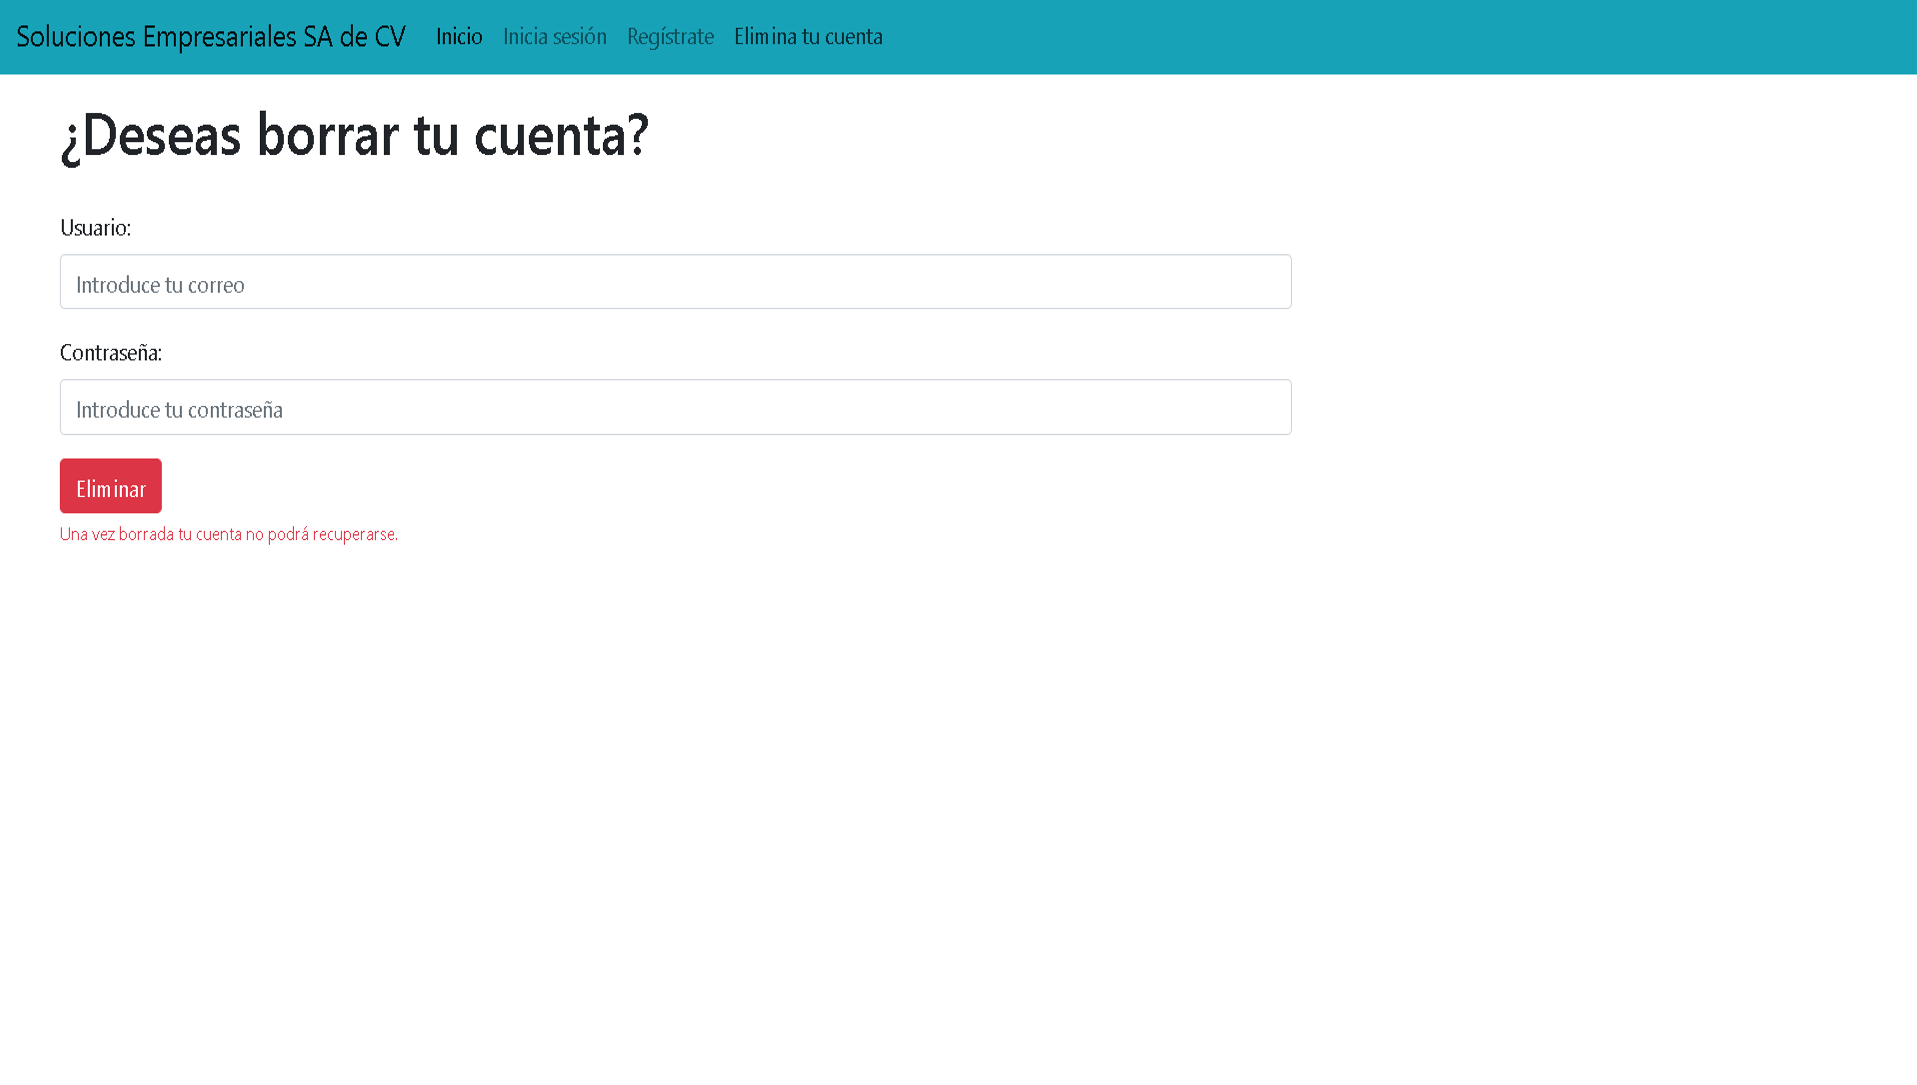 Soluciones Empresariales SA de CV Inicio Inicia sesión Regístrate Elimina tu cuenta
¿Deseas borrar tu cuenta?
Usuario:
Introduce tu correo
Contraseña:
Introduce tu contraseña
Eliminar
Una vez borrada tu cuenta no podrá recuperarse.